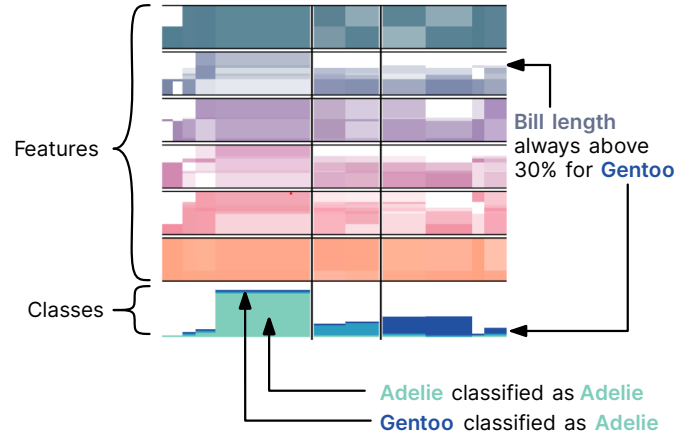 Features
Bill length
always above
30% for Gentoo
Classes
Adelie classified as Adelie
Gentoo classified as Adelie